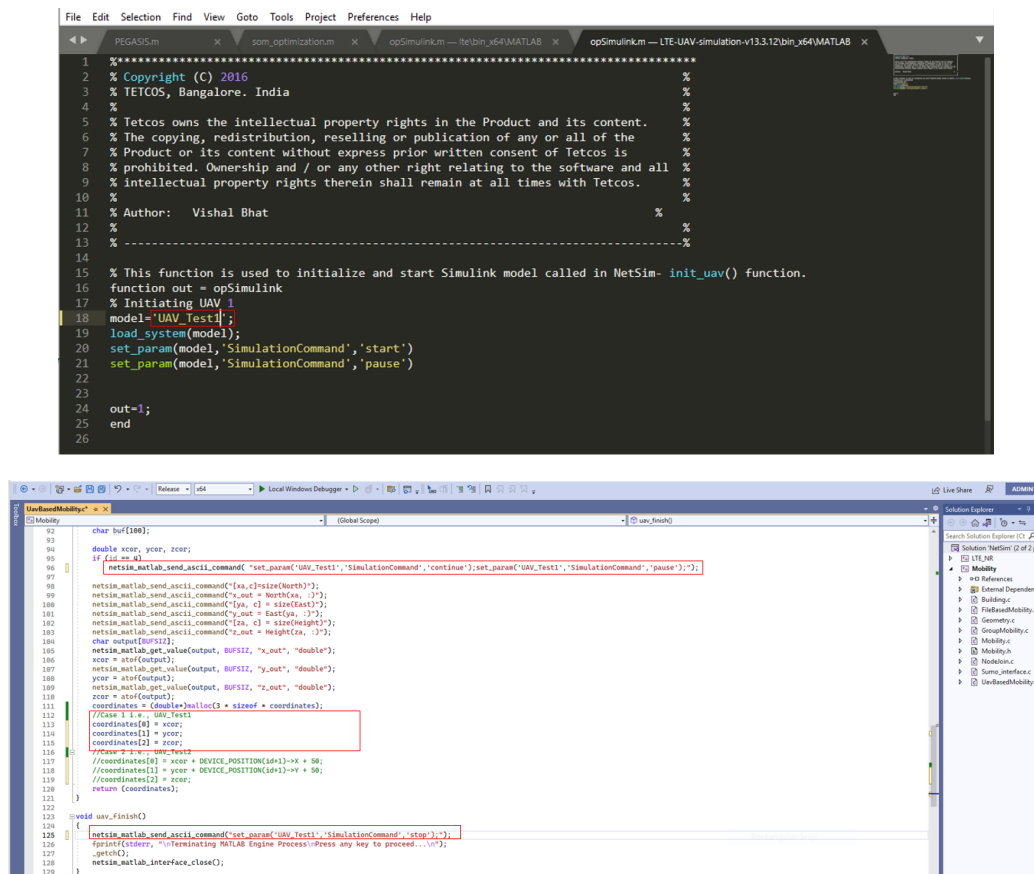 File Edit Selection Find View Goto Tools Project Preferences Help
PEGASIS.m × som_optimization.m × opSimulink.m — lte\bin_x64\MATLAB × opSimulink.m — LTE-UAV-simulation-v13.3.12\bin_x64\MATLAB ×
1 %************************************************************************************
2 % Copyright (C) 2016 %
3 % TETCOS, Bangalore. India %
4 % %
5 % Tetcos owns the intellectual property rights in the Product and its content. %
6 % The copying, redistribution, reselling or publication of any or all of the %
7 % Product or its content without express prior written consent of Tetcos is %
8 % prohibited. Ownership and / or any other right relating to the software and all %
9 % intellectual property rights therein shall remain at all times with Tetcos. %
10 % %
11 % Author: Vishal Bhat %
12 % %
13 % ---------------------------------------------------------------------------------%
14
15 % This function is used to initialize and start Simulink model called in NetSim- init_uav() function.
16 function out = opSimulink
17 % Initiating UAV 1
18 model='UAV_Test1';
19 load_system(model);
20 set_param(model,'SimulationCommand','start')
21 set_param(model,'SimulationCommand','pause')
22
23
24 out=1;
25 end
26
Release x64 Local Windows Debugger Live Share ADMIN
Toolbox
UavBasedMobility.c* Solution Explorer
Mobility (Global Scope) uav_finish()
92 char buf[100];
93
94 double xcor, ycor, zcor;
95 if (id == 4)
96 netsim_matlab_send_ascii_command( "set_param('UAV_Test1','SimulationCommand','continue');set_param('UAV_Test1','SimulationCommand','pause');");
98 netsim_matlab_send_ascii_command("[xa,c]=size(North)");
99 netsim_matlab_send_ascii_command("x_out = North(xa, :)");
100 netsim_matlab_send_ascii_command("[ya, c] = size(East)");
101 netsim_matlab_send_ascii_command("y_out = East(ya, :)");
102 netsim_matlab_send_ascii_command("[za, c] = size(Height)");
103 netsim_matlab_send_ascii_command("z_out = Height(za, :)");
104 char output[BUFSIZ];
105 netsim_matlab_get_value(output, BUFSIZ, "x_out", "double");
106 xcor = atof(output);
107 netsim_matlab_get_value(output, BUFSIZ, "y_out", "double");
108 ycor = atof(output);
109 netsim_matlab_get_value(output, BUFSIZ, "z_out", "double");
110 zcor = atof(output);
111 coordinates = (double*)malloc(3 * sizeof * coordinates);
112 //Case 1 i.e., UAV_Test1
113 coordinates[0] = xcor;
114 coordinates[1] = ycor;
115 coordinates[2] = zcor;
116 //Case 2 i.e., UAV_Test2
117 //coordinates[0] = xcor + DEVICE_POSITION(id+1)->X + 50;
118 //coordinates[1] = ycor + DEVICE_POSITION(id+1)->Y + 50;
119 //coordinates[2] = zcor;
120 return (coordinates);
121 }
122
123 void uav_finish()
124 {
125 netsim_matlab_send_ascii_command("set_param('UAV_Test1','SimulationCommand','stop');");
126 fprintf(stderr, "\nTerminating MATLAB Engine Process\nPress any key to proceed...\n");
127 _getch();
128 netsim_matlab_interface_close();
129 }
Search Solution Explorer (Ct
Solution 'NetSim' (2 of 2 p
LTE_NR
Mobility
References
External Dependen
Building.c
FileBasedMobility.c
Geometry.c
GroupMobility.c
Mobility.c
Mobility.h
NodeJoin.c
Sumo_interface.c
UavBasedMobility.